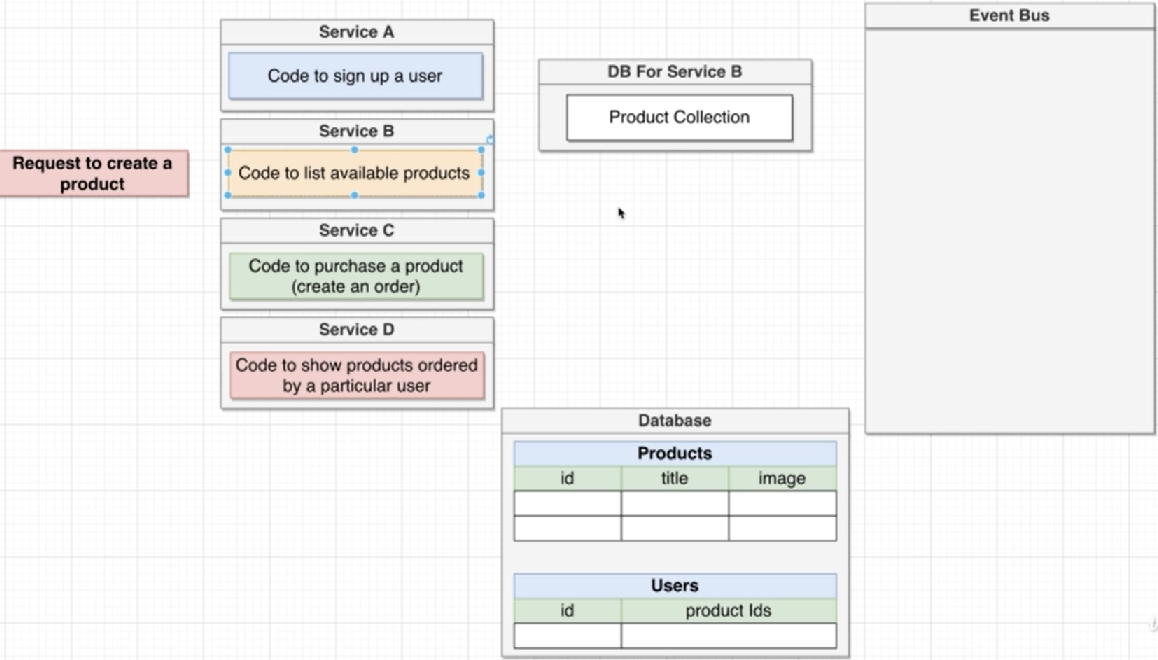 Service A
Code to sign up a user
Service B
Code to list available products
Service C
Code to purchase a product
(create an order)
Service D
Code to show products ordered
by a particular user
Request to create a
product
DB For Service B
Product Collection
Event Bus
Database
Products
id title image
Users
id product Ids